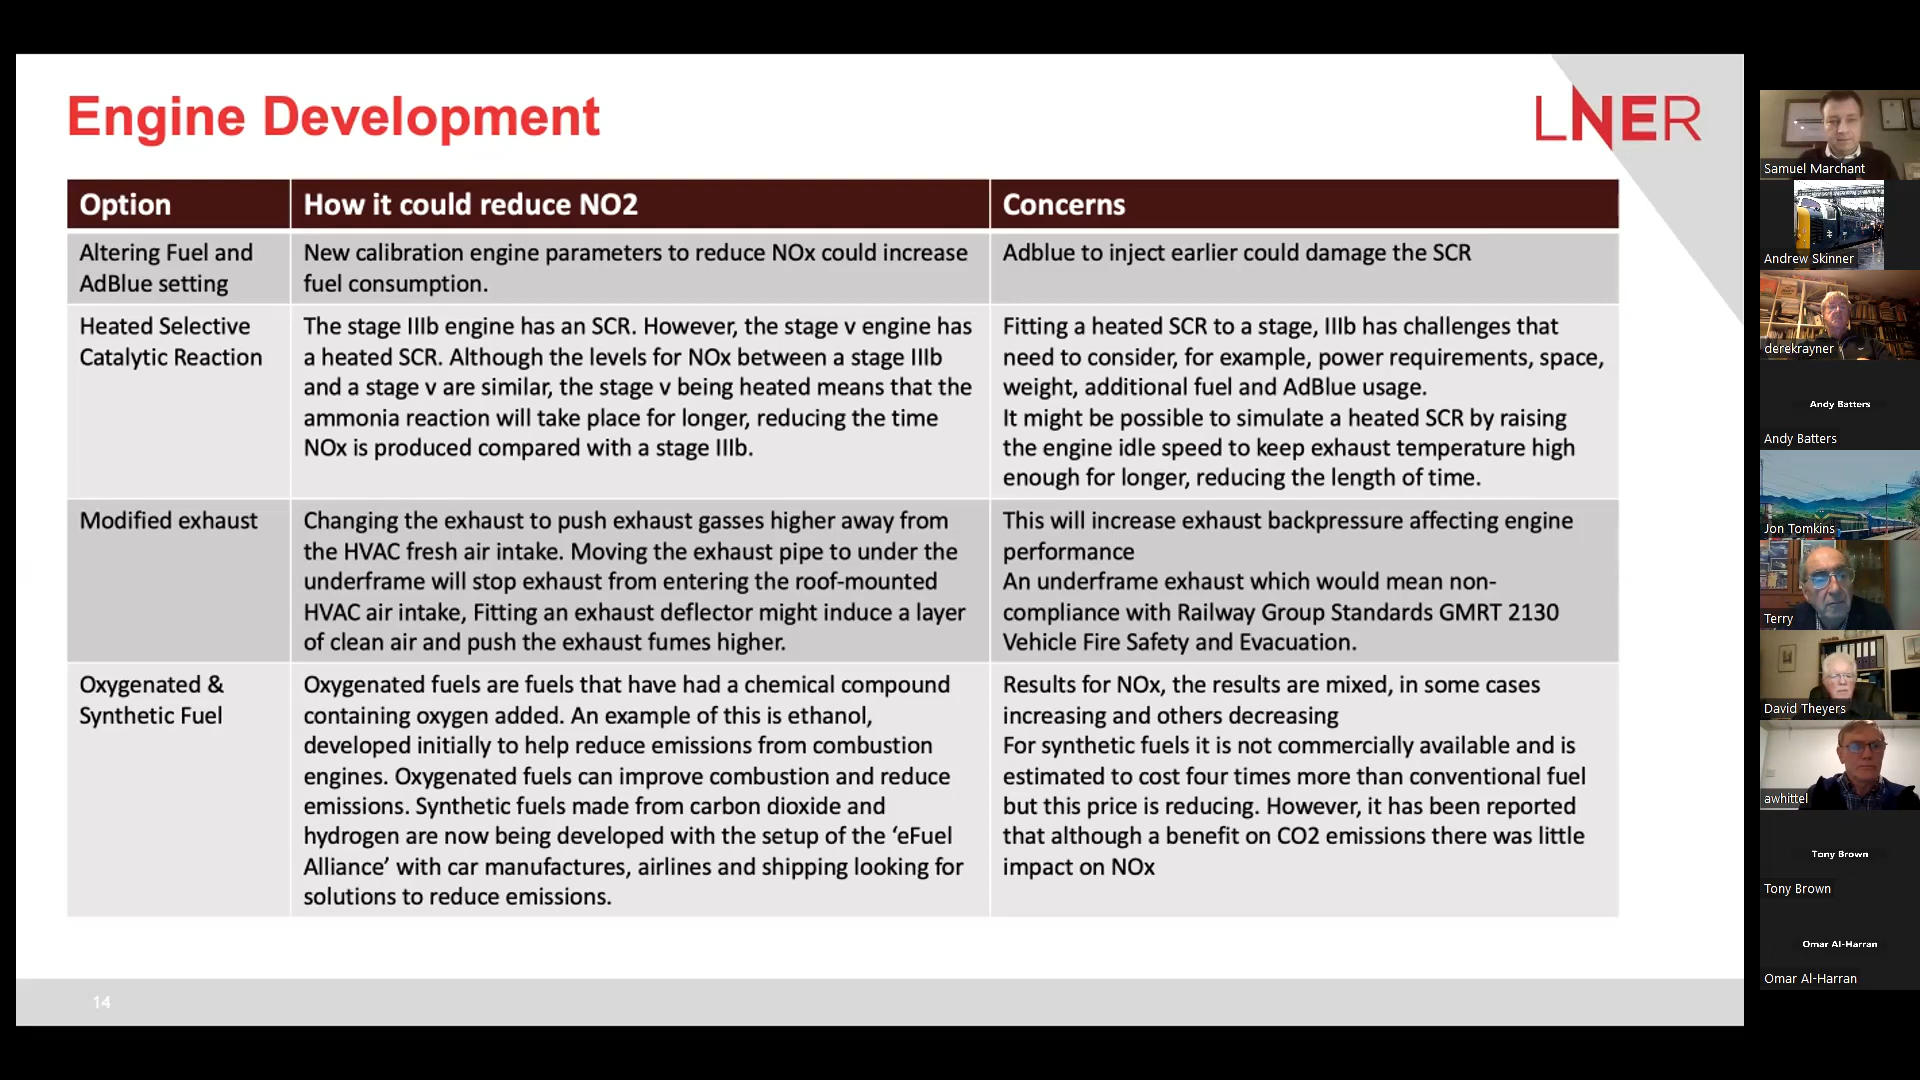 Engine Development
LNER
Option
How it could reduce NO2
Concerns
Altering Fuel and
AdBlue setting
New calibration engine parameters to reduce NOx could increase
fuel consumption.
Adblue to inject earlier could damage the SCR
Heated Selective
Catalytic Reaction
The stage IIIb engine has an SCR. However, the stage v engine has
a heated SCR. Although the levels for NOx between a stage IIIb
and a stage v are similar, the stage v being heated means that the
ammonia reaction will take place for longer, reducing the time
NOx is produced compared with a stage IIIb.
Fitting a heated SCR to a stage, IIIb has challenges that
need to consider, for example, power requirements, space,
weight, additional fuel and AdBlue usage.
It might be possible to simulate a heated SCR by raising
the engine idle speed to keep exhaust temperature high
enough for longer, reducing the length of time.
Modified exhaust
Changing the exhaust to push exhaust gasses higher away from
the HVAC fresh air intake. Moving the exhaust pipe to under the
underframe will stop exhaust from entering the roof-mounted
HVAC air intake, Fitting an exhaust deflector might induce a layer
of clean air and push the exhaust fumes higher.
This will increase exhaust backpressure affecting engine
performance
An underframe exhaust which would mean non-
compliance with Railway Group Standards GMRT 2130
Vehicle Fire Safety and Evacuation.
Oxygenated &
Synthetic Fuel
Oxygenated fuels are fuels that have had a chemical compound
containing oxygen added. An example of this is ethanol,
developed initially to help reduce emissions from combustion
engines. Oxygenated fuels can improve combustion and reduce
emissions. Synthetic fuels made from carbon dioxide and
hydrogen are now being developed with the setup of the ‘eFuel
Alliance’ with car manufactures, airlines and shipping looking for
solutions to reduce emissions.
Results for NOx, the results are mixed, in some cases
increasing and others decreasing
For synthetic fuels it is not commercially available and is
estimated to cost four times more than conventional fuel
but this price is reducing. However, it has been reported
that although a benefit on CO2 emissions there was little
impact on NOx
14
Samuel Marchant
Andrew Skinner
derekrayner
Andy Batters
Andy Batters
Jon Tomkins
Terry
David Theyers
awhittel
Tony Brown
Tony Brown
Omar Al-Harran
Omar Al-Harran